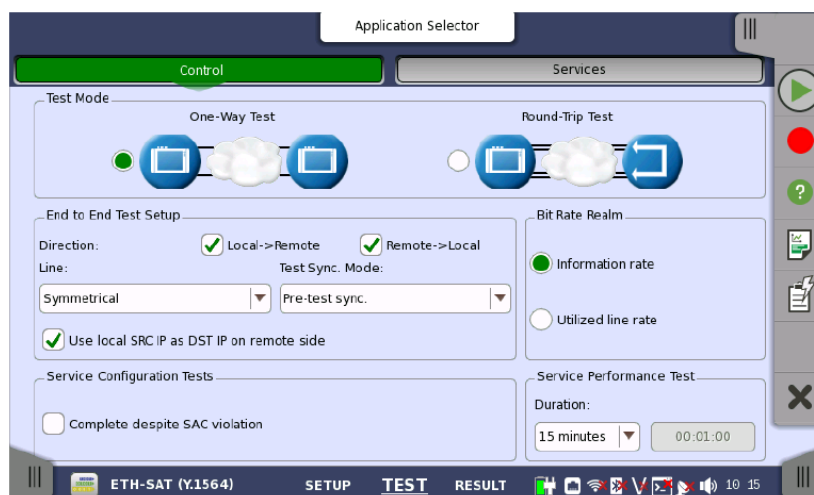 Application Selector
Control
Services
Test Mode
One-Way Test
Round-Trip Test
End to End Test Setup
Direction:
Local->Remote
Remote->Local
Line:
Test Sync. Mode:
Symmetrical
Pre-test sync.
Use local SRC IP as DST IP on remote side
Bit Rate Realm
Information rate
Utilized line rate
Service Configuration Tests
Complete despite SAC violation
Service Performance Test
Duration:
15 minutes
00:01:00
ETH-SAT (Y.1564)
SETUP
TEST
RESULT
10 15